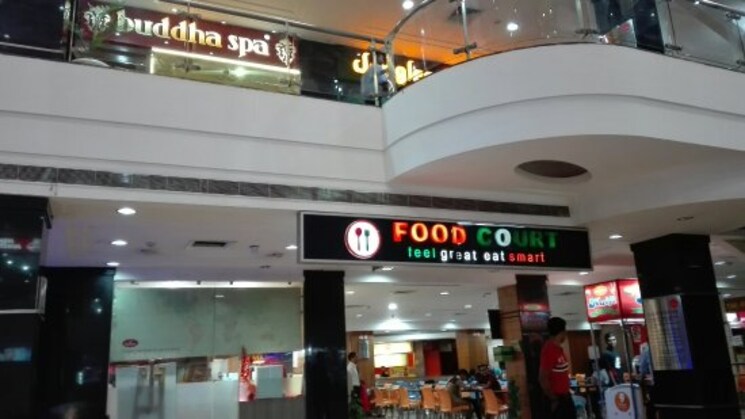 buddha spa
FOOD COURT
feel great eat smart